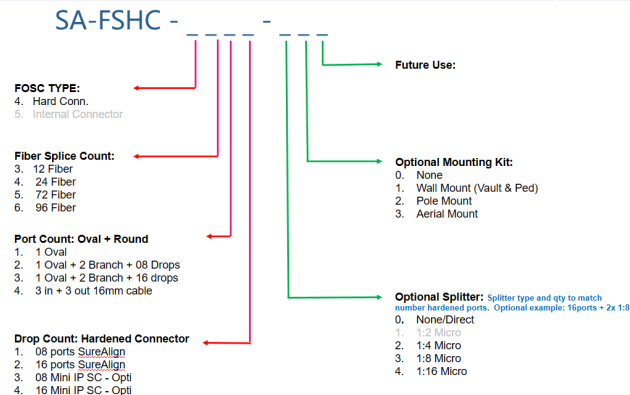 SA-FSHC - _ _ _ _ - _ _ _
FOSC TYPE:
4. Hard Conn.
5. Internal Connector
Fiber Splice Count:
3. 12 Fiber
4. 24 Fiber
5. 72 Fiber
6. 96 Fiber
Port Count: Oval + Round
1. 1 Oval
2. 1 Oval + 2 Branch + 08 Drops
3. 1 Oval + 2 Branch + 16 drops
4. 3 in + 3 out 16mm cable
Drop Count: Hardened Connector
1. 08 ports SureAlign
2. 16 ports SureAlign
3. 08 Mini IP SC - Opti
4. 16 Mini IP SC - Opti
Future Use:
Optional Mounting Kit:
0. None
1. Wall Mount (Vault & Ped)
2. Pole Mount
3. Aerial Mount
Optional Splitter: Splitter type and qty to match
number hardened ports. Optional example: 16ports + 2x 1:8
0. None/Direct
1. 1:2 Micro
2. 1:4 Micro
3. 1:8 Micro
4. 1:16 Micro